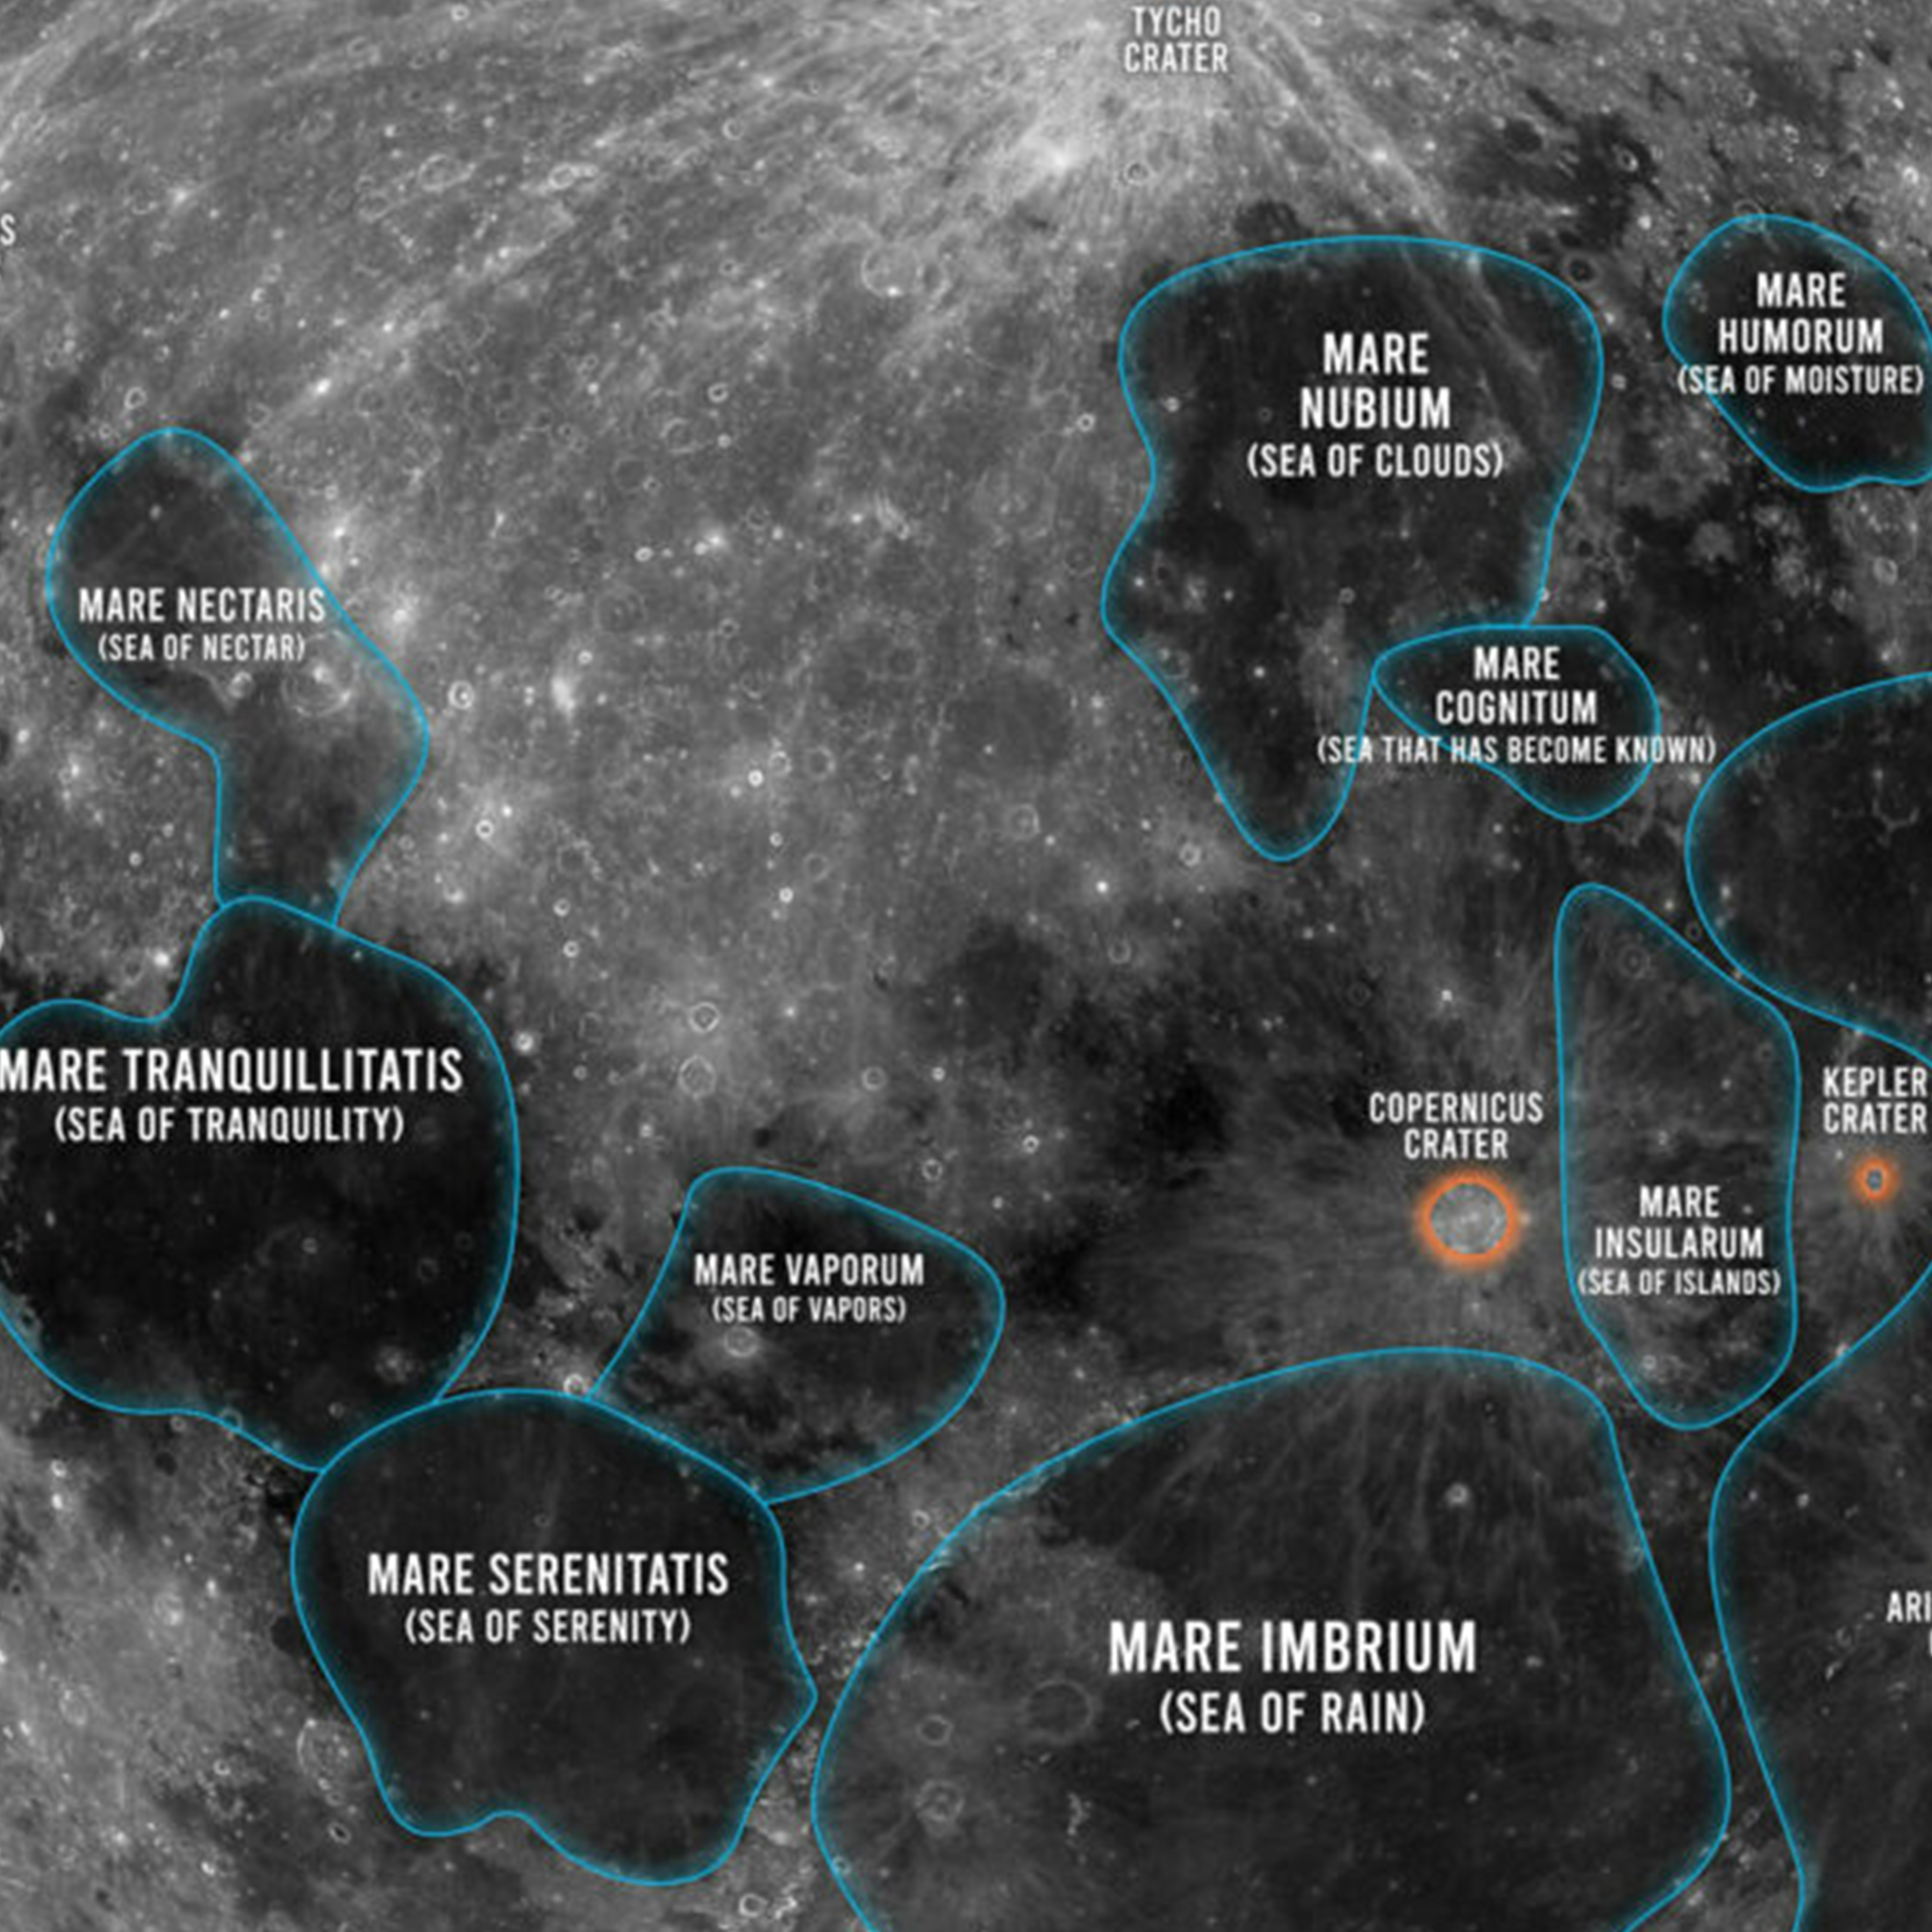 TYCHO
CRATER
S
MARE
HUMORUM
(SEA OF MOISTURE)
MARE
NUBIUM
(SEA OF CLOUDS)
MARE NECTARIS
(SEA OF NECTAR)
MARE
COGNITUM
(SEA THAT HAS BECOME KNOWN)
MARE TRANQUILLITATIS
(SEA OF TRANQUILITY)
COPERNICUS
CRATER
KEPLER
CRATER
MARE
INSULARUM
(SEA OF ISLANDS)
MARE VAPORUM
(SEA OF VAPORS)
MARE SERENITATIS
(SEA OF SERENITY)
MARE IMBRIUM
(SEA OF RAIN)
ARI